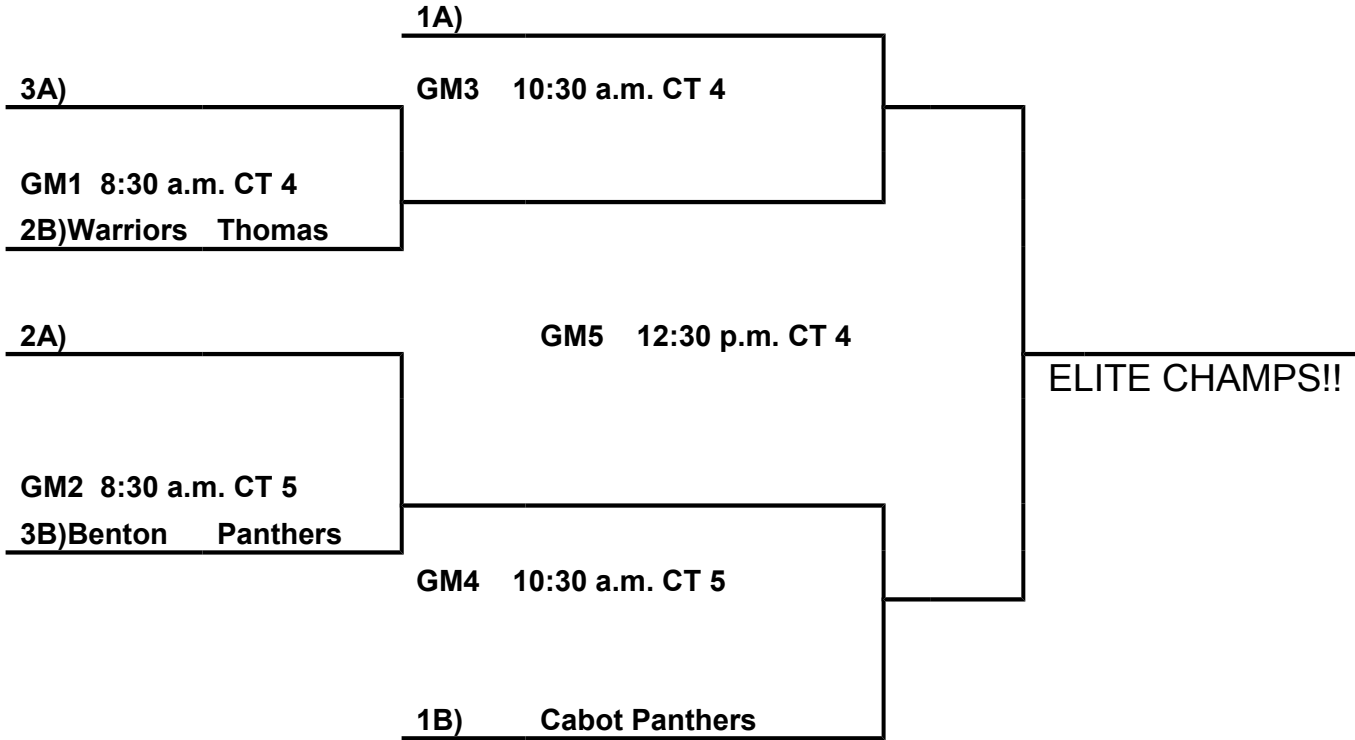 1A)
3A)
GM3 10:30 a.m. CT 4
GM1 8:30 a.m. CT 4
2B)Warriors Thomas
2A)
GM5 12:30 p.m. CT 4
ELITE CHAMPS!!
GM2 8:30 a.m. CT 5
3B)Benton Panthers
GM4 10:30 a.m. CT 5
1B) Cabot Panthers